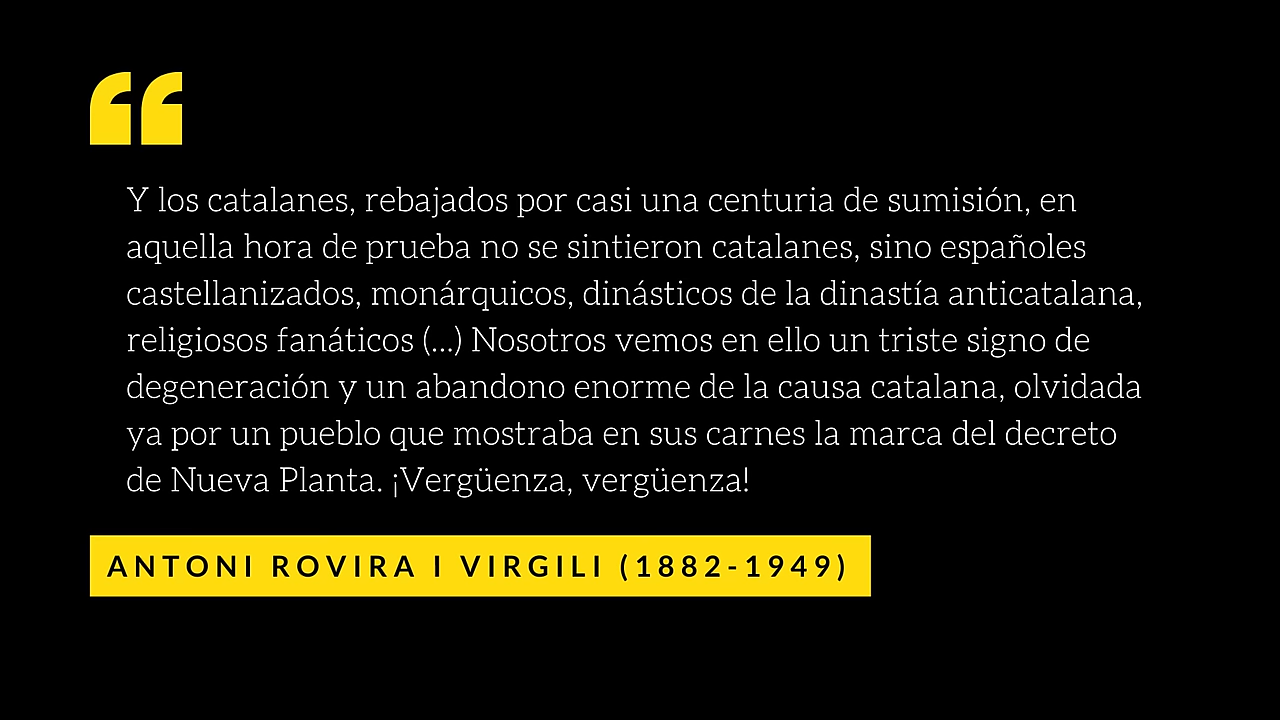 “
Y los catalanes, rebajados por casi una centuria de sumisión, en
aquella hora de prueba no se sintieron catalanes, sino españoles
castellanizados, monárquicos, dinásticos de la dinastía anticatalana,
religiosos fanáticos (...) Nosotros vemos en ello un triste signo de
degeneración y un abandono enorme de la causa catalana, olvidada
ya por un pueblo que mostraba en sus carnes la marca del decreto
de Nueva Planta. ¡Vergüenza, vergüenza!
ANTONI ROVIRA I VIRGILI (1882-1949)